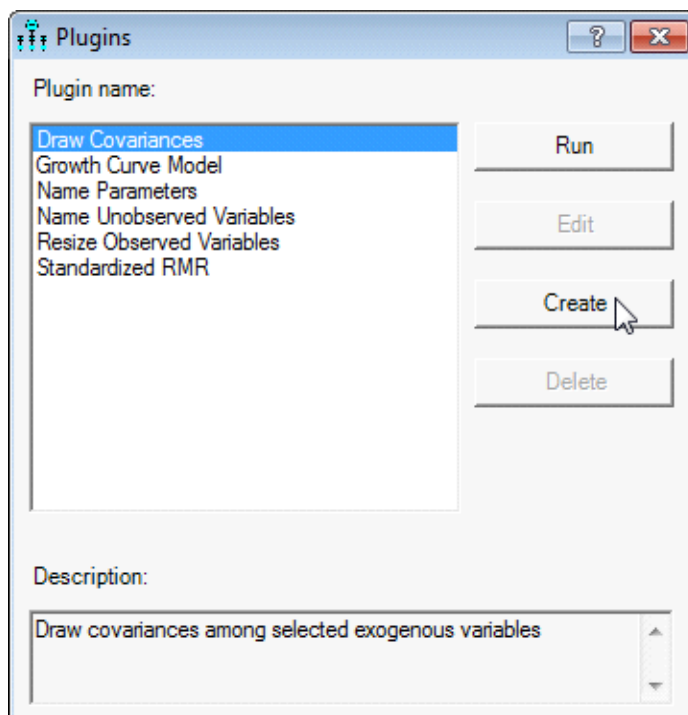 Plugins
Plugin name:
Draw Covariances
Growth Curve Model
Name Parameters
Name Unobserved Variables
Resize Observed Variables
Standardized RMR
Run
Edit
Create
Delete
Description:
Draw covariances among selected exogenous variables